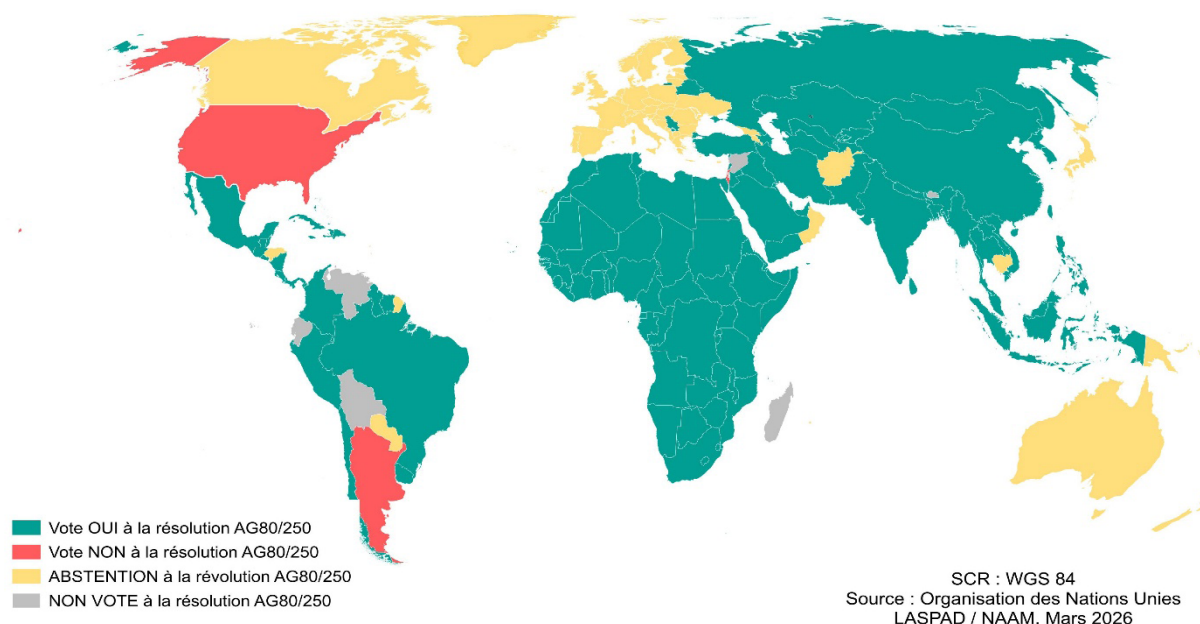 Vote OUI à la résolution AG80/250
Vote NON à la résolution AG80/250
ABSTENTION à la révolution AG80/250
NON VOTE à la résolution AG80/250
SCR : WGS 84
Source : Organisation des Nations Unies
LASPAD / NAAM, Mars 2026